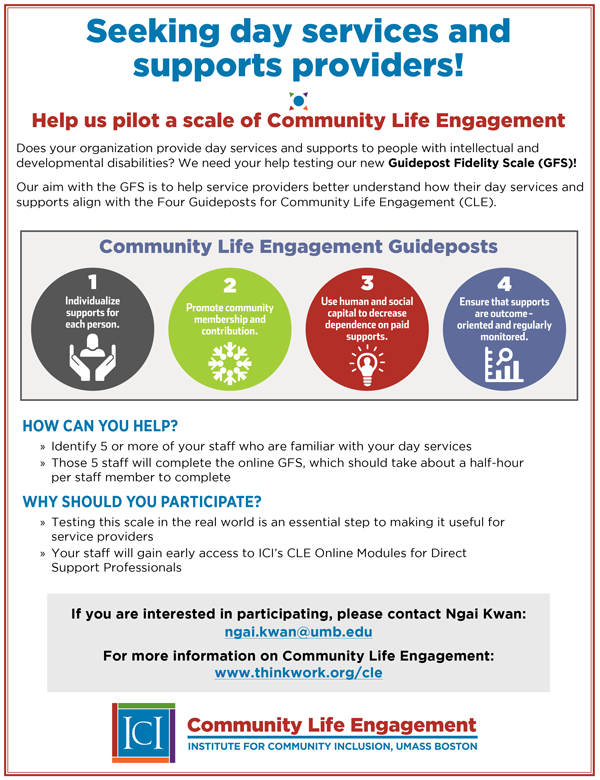 Seeking day services and
supports providers!
Help us pilot a scale of Community Life Engagement
Does your organization provide day services and supports to people with intellectual and
developmental disabilities? We need your help testing our new Guidepost Fidelity Scale (GFS)!
Our aim with the GFS is to help service providers better understand how their day services and
supports align with the Four Guideposts for Community Life Engagement (CLE).
Community Life Engagement Guideposts
1
Individualize
supports for
each person.
2
Promote community
membership and
contribution.
3
Use human and social
capital to decrease
dependence on paid
supports.
4
Ensure that supports
are outcome-
oriented and regularly
monitored.
HOW CAN YOU HELP?
» Identify 5 or more of your staff who are familiar with your day services
» Those 5 staff will complete the online GFS, which should take about a half-hour
per staff member to complete
WHY SHOULD YOU PARTICIPATE?
» Testing this scale in the real world is an essential step to making it useful for
service providers
» Your staff will gain early access to ICI's CLE Online Modules for Direct
Support Professionals
If you are interested in participating, please contact Ngai Kwan:
ngai.kwan@umb.edu
For more information on Community Life Engagement:
www.thinkwork.org/cle
ICI
Community Life Engagement
INSTITUTE FOR COMMUNITY INCLUSION, UMASS BOSTON